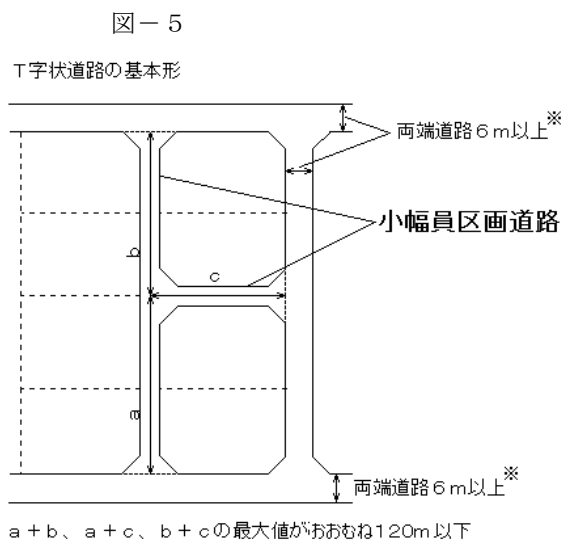 図－５
Ｔ字状道路の基本形
両端道路６ｍ以上※
小幅員区画道路
b
c
a
両端道路６ｍ以上※
ａ＋ｂ、ａ＋ｃ、ｂ＋ｃの最大値がおおむね120ｍ以下